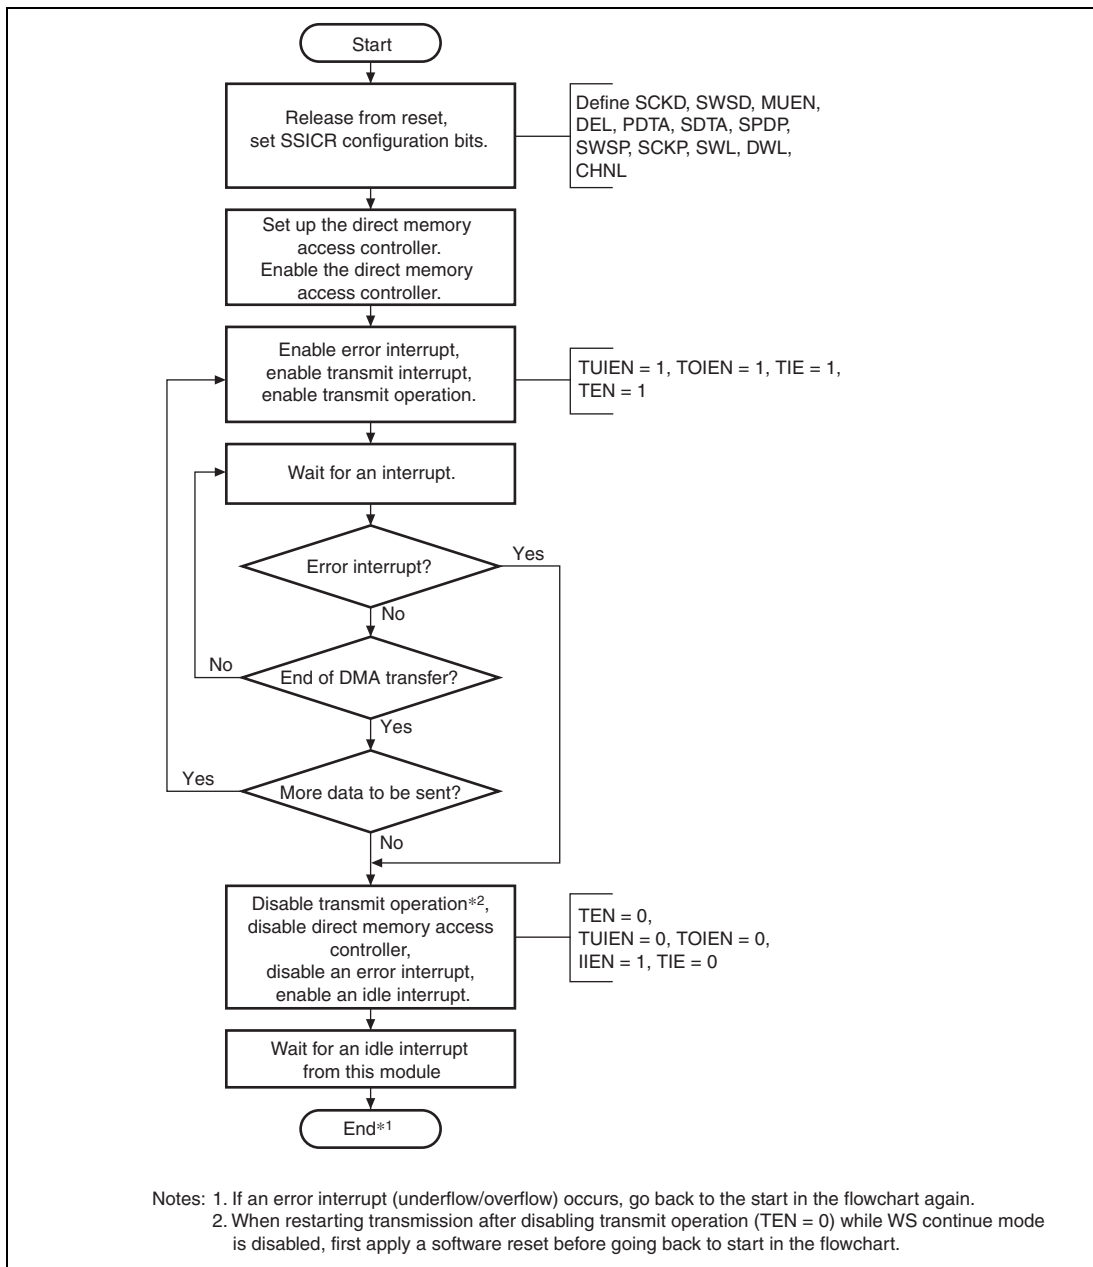 Start
Release from reset,
set SSICR configuration bits.
Define SCKD, SWSD, MUEN,
DEL, PDTA, SDTA, SPDP,
SWSP, SCKP, SWL, DWL,
CHNL
Set up the direct memory
access controller.
Enable the direct memory
access controller.
Enable error interrupt,
enable transmit interrupt,
enable transmit operation.
TUIEN = 1, TOIEN = 1, TIE = 1,
TEN = 1
Wait for an interrupt.
Error interrupt?
Yes
No
End of DMA transfer?
No
Yes
More data to be sent?
Yes
No
Disable transmit operation*2,
disable direct memory access
controller,
disable an error interrupt,
enable an idle interrupt.
TEN = 0,
TUIEN = 0, TOIEN = 0,
IIEN = 1, TIE = 0
Wait for an idle interrupt
from this module
End*1
Notes: 1. If an error interrupt (underflow/overflow) occurs, go back to the start in the flowchart again.
2. When restarting transmission after disabling transmit operation (TEN = 0) while WS continue mode
is disabled, first apply a software reset before going back to start in the flowchart.